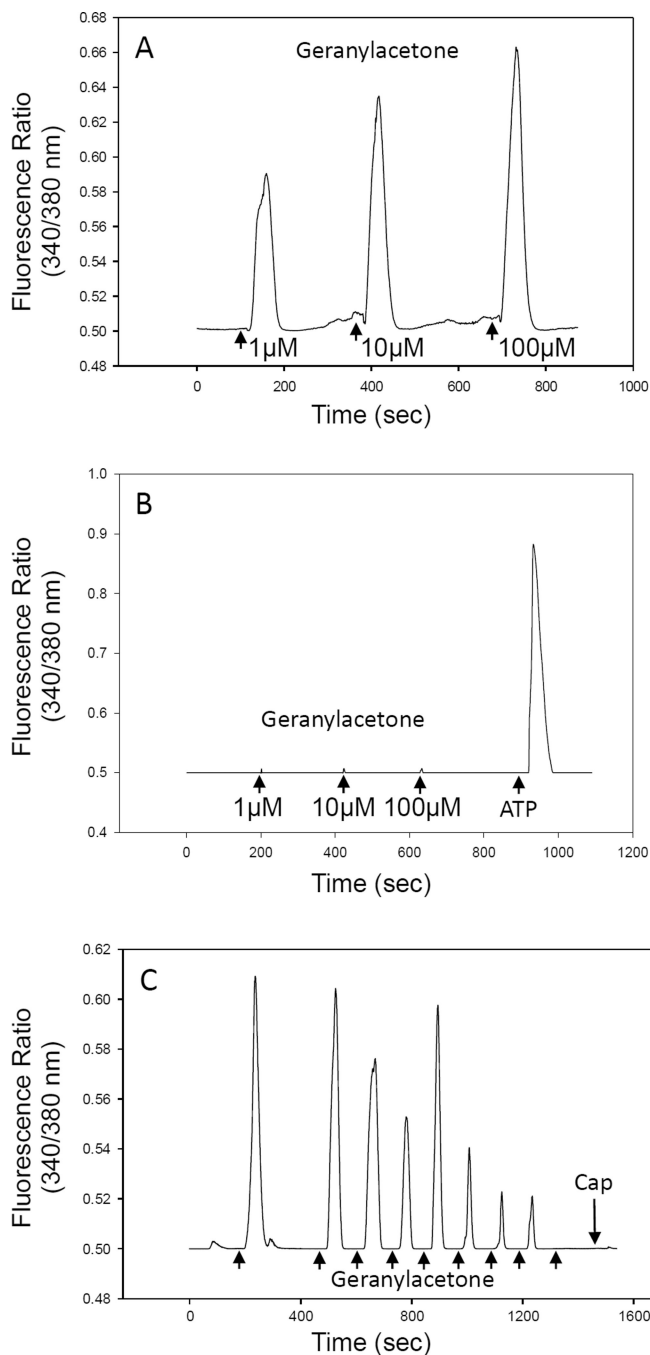 A
Geranylacetone
Fluorescence Ratio
(340/380 nm)
0.68
0.66
0.64
0.62
0.60
0.58
0.56
0.54
0.52
0.50
0.48
1µM 10µM 100µM
0 200 400 600 800 1000
Time (sec)
B
Fluorescence Ratio
(340/380 nm)
1.0
0.9
0.8
0.7
0.6
0.5
0.4
Geranylacetone
1µM 10µM 100µM ATP
0 200 400 600 800 1000 1200
Time (sec)
C
Fluorescence Ratio
(340/380 nm)
0.62
0.60
0.58
0.56
0.54
0.52
0.50
0.48
Cap
Geranylacetone
0 400 800 1200 1600
Time (sec)